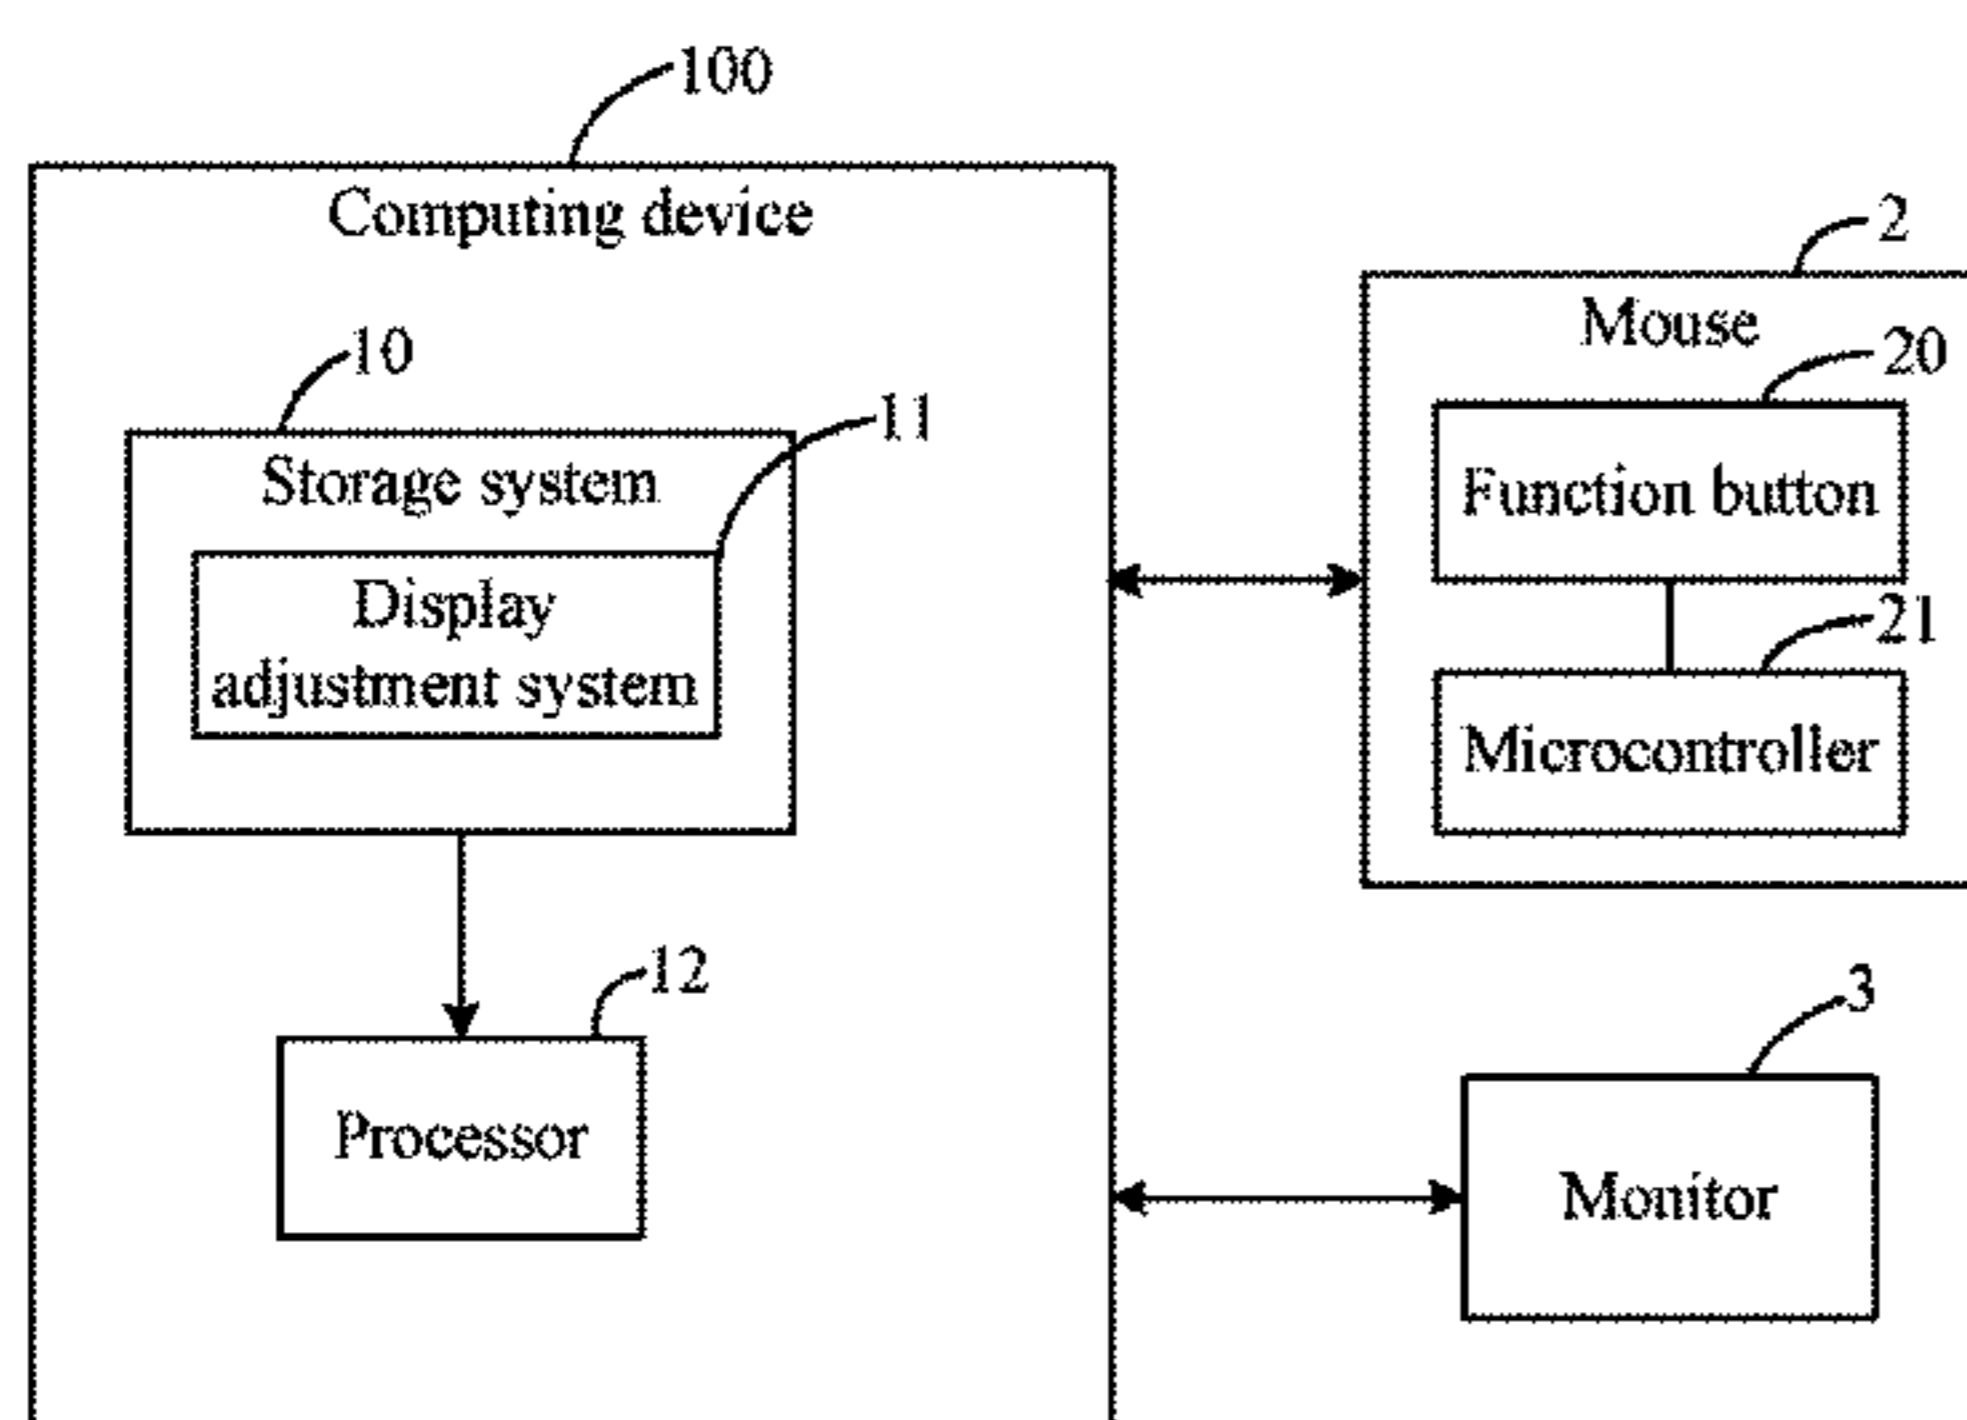 100
Computing device
2
Mouse
10
20
11
Storage system
Function button
Display
adjustment system
21
Microcontroller
12
3
Processor
Monitor